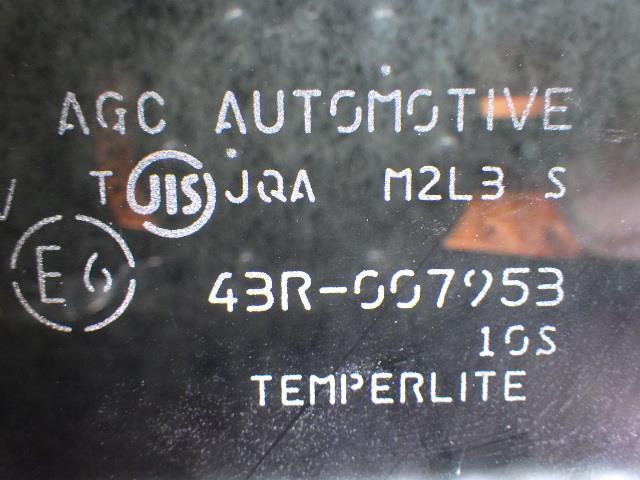 AGC AUTOMOTIVE
T JIS JQA M2L3 S
E6
43R-007953
10S
TEMPERLITE